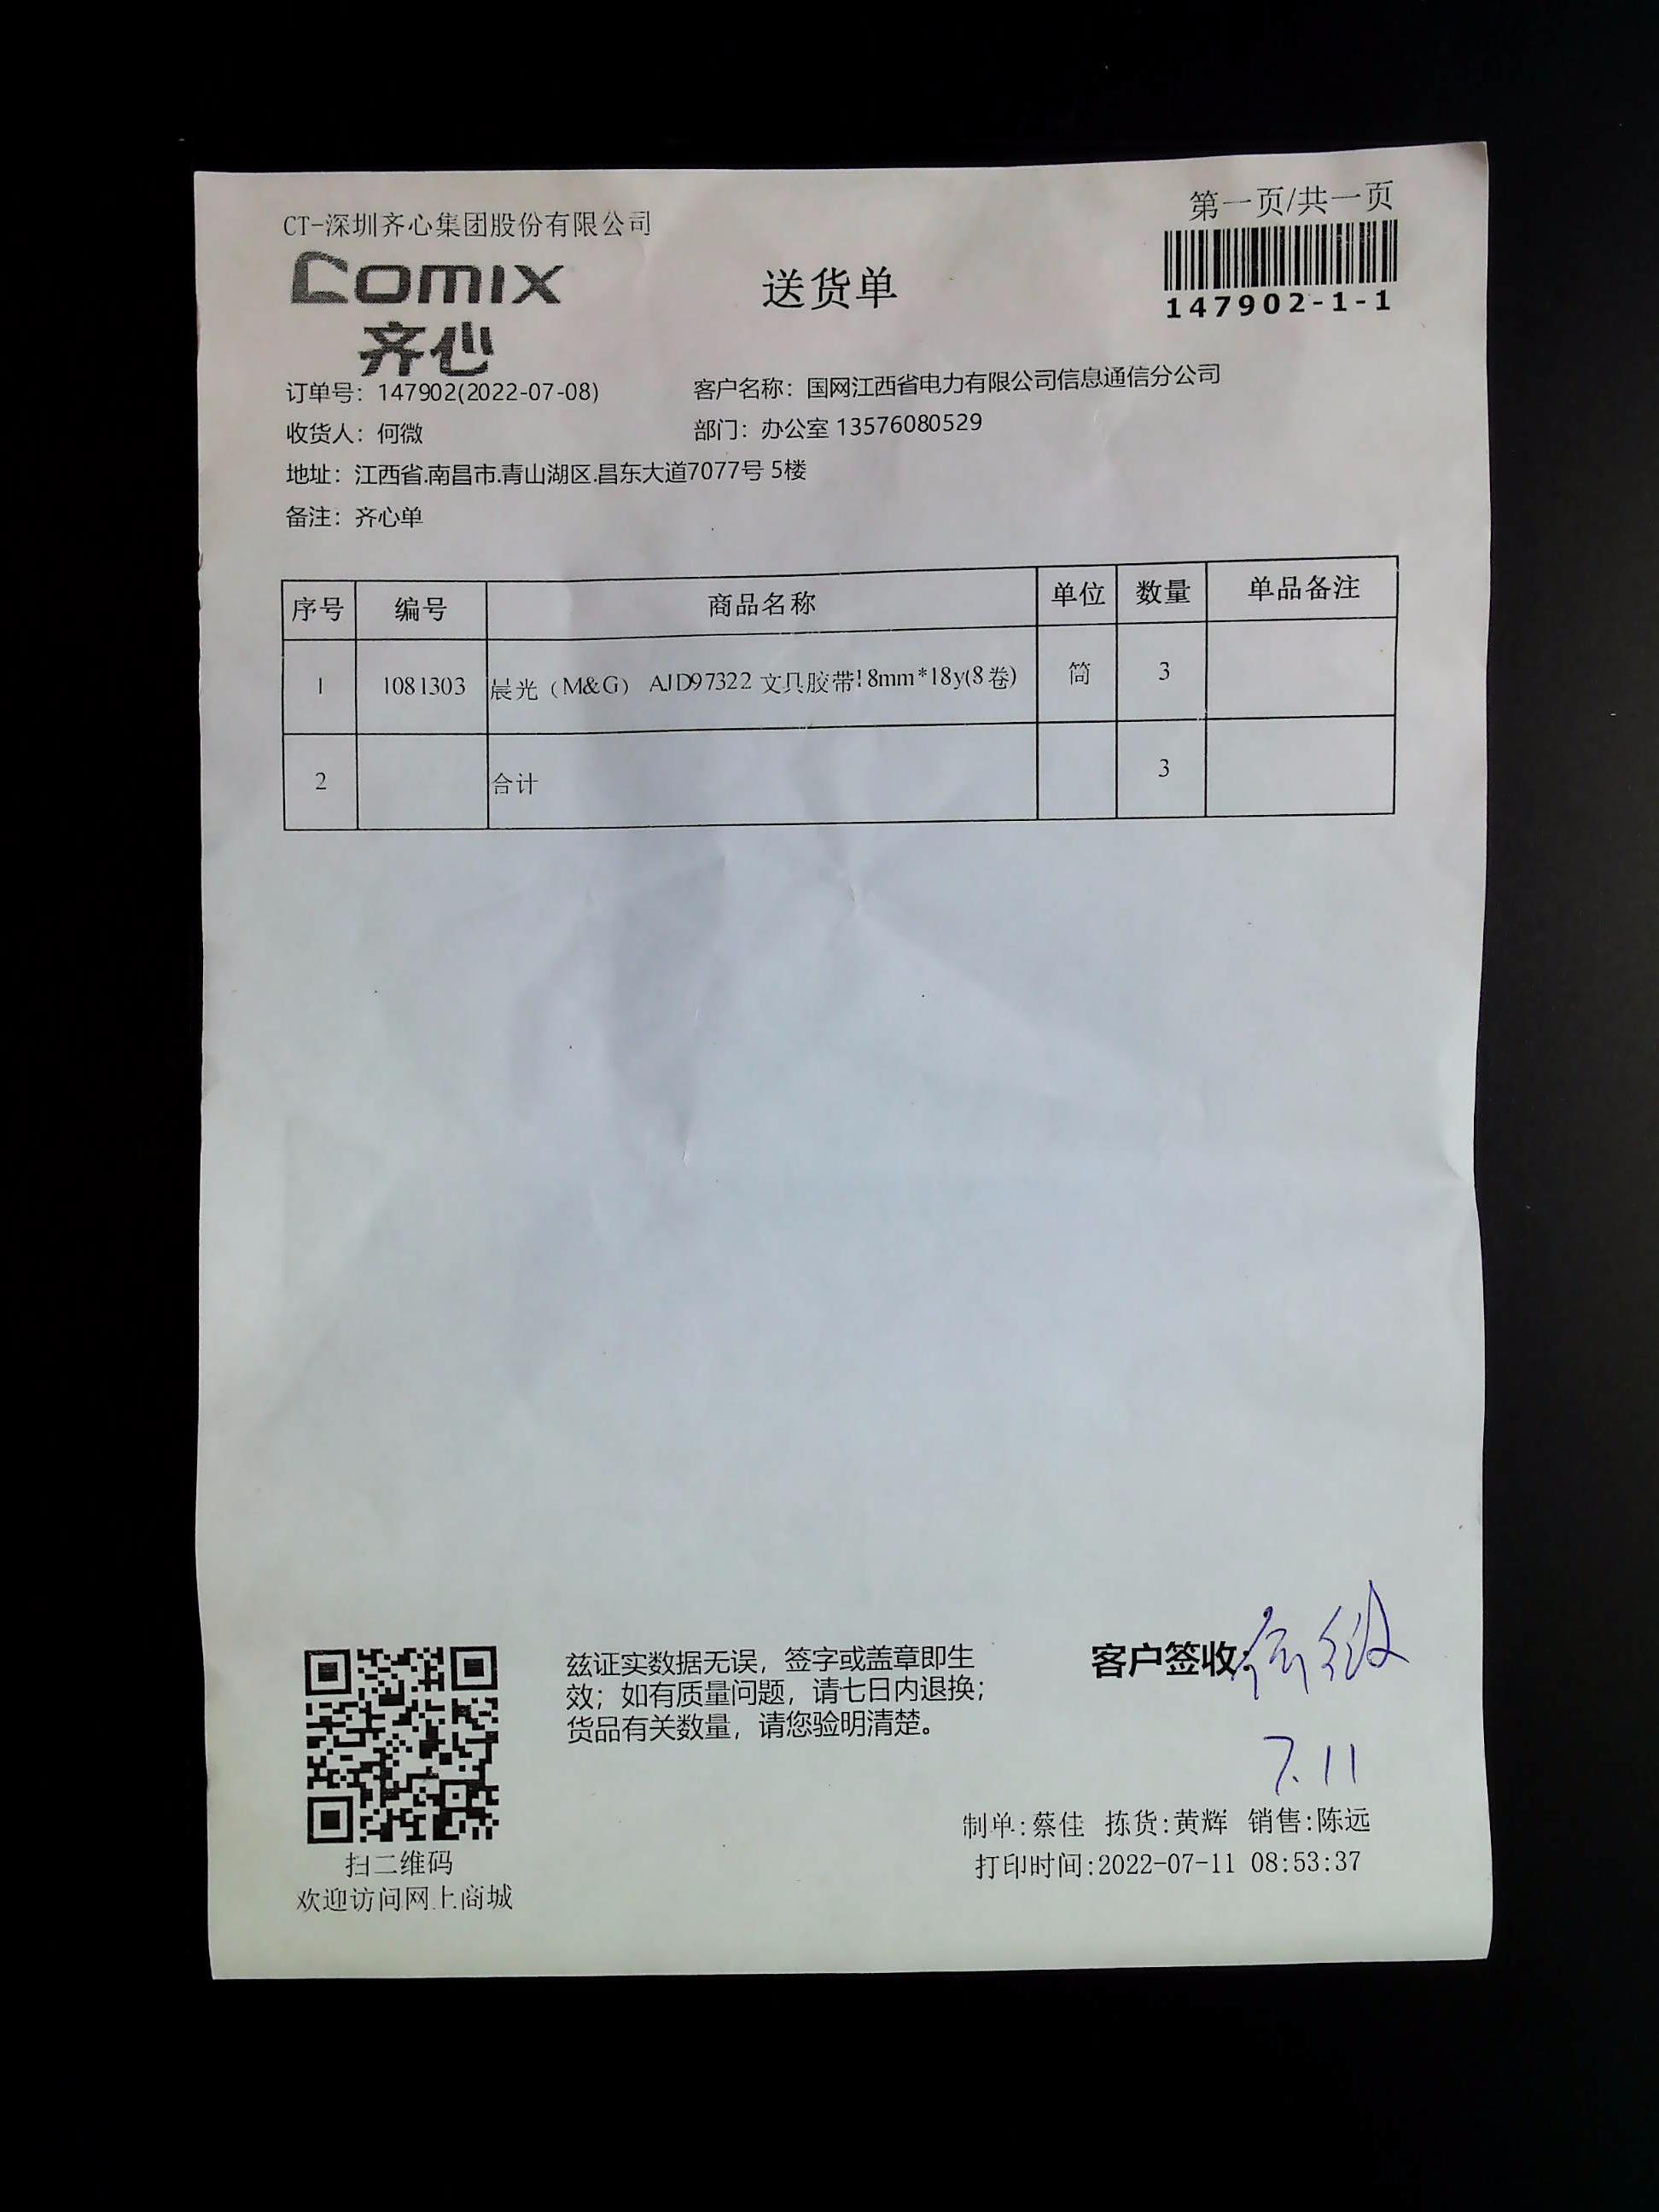 第一页/共一页
CT-深圳齐心集团股份有限公司
COMIX
齐心
送货单
147902-1-1
订单号：147902(2022-07-08)
客户名称：国网江西省电力有限公司信息通信分公司
收货人：何微
部门：办公室 13576080529
地址：江西省.南昌市.青山湖区.昌东大道7077号 5楼
备注：齐心单
序号 编号 商品名称 单位 数量 单品备注
1 1081303 晨光（M&G） AJD97322 文具胶带18mm*18y(8卷) 筒 3
2 合计 3
兹证实数据无误，签字或盖章即生
效；如有质量问题，请七日内退换；
货品有关数量，请您验明清楚。
客户签收：何微
7.11
制单:蔡佳 拣货:黄辉 销售:陈远
打印时间:2022-07-11 08:53:37
扫二维码
欢迎访问网上商城